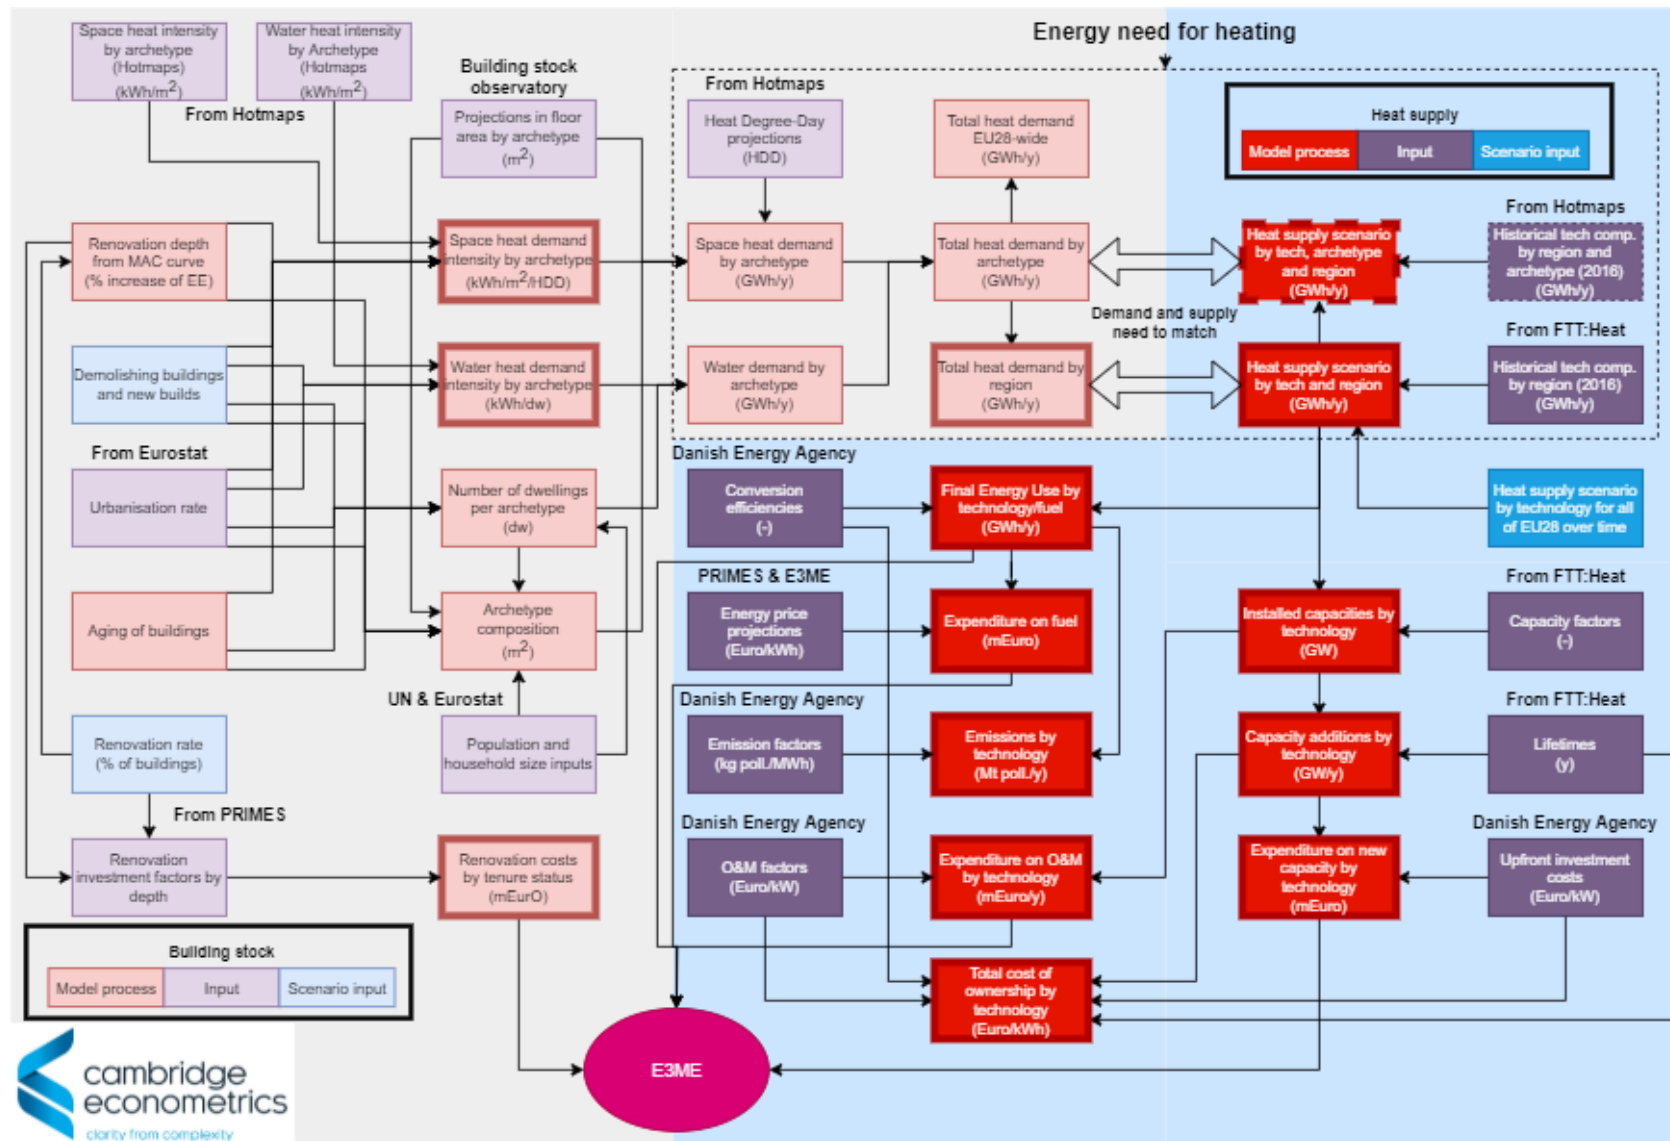 Space heat intensity
by archetype
(Hotmaps)
(kWh/m²)
Water heat intensity
by Archetype
(Hotmaps
(kWh/m²)
From Hotmaps
Building stock
observatory
Projections in floor
area by archetype
(m²)
Energy need for heating
From Hotmaps
Heat Degree-Day
projections
(HDD)
Total heat demand
EU28-wide
(GWh/y)
Heat supply
Model process
Input
Scenario input
Renovation depth
from MAC curve
(% increase of EE)
Space heat demand
intensity by archetype
(kWh/m²/HDD)
Space heat demand
by archetype
(GWh/y)
Total heat demand by
archetype
(GWh/y)
Heat supply scenario
by tech, archetype
and region
(GWh/y)
From Hotmaps
Historical tech comp.
by region and
archetype (2016)
(GWh/y)
Demand and supply
need to match
Demolishing buildings
and new builds
Water heat demand
intensity by archetype
(kWh/dw)
Water demand by
archetype
(GWh/y)
Total heat demand by
region
(GWh/y)
Heat supply scenario
by tech and region
(GWh/y)
From FTT:Heat
Historical tech comp.
by region (2016)
(GWh/y)
From Eurostat
Urbanisation rate
Number of dwellings
per archetype
(dw)
Danish Energy Agency
Conversion
efficiencies
(-)
Final Energy Use by
technology/fuel
(GWh/y)
Heat supply scenario
by technology for all
of EU28 over time
Aging of buildings
Archetype
composition
(m²)
PRIMES & E3ME
Energy price
projections
(Euro/kWh)
Expenditure on fuel
(mEuro)
Installed capacities by
technology
(GW)
From FTT:Heat
Capacity factors
(-)
UN & Eurostat
Renovation rate
(% of buildings)
Population and
household size inputs
Danish Energy Agency
Emission factors
(kg poll./MWh)
Emissions by
technology
(Mt poll./y)
Capacity additions by
technology
(GW/y)
From FTT:Heat
Lifetimes
(y)
From PRIMES
Renovation
investment factors by
depth
Renovation costs
by tenure status
(mEurO)
Danish Energy Agency
O&M factors
(Euro/kW)
Expenditure on O&M
by technology
(mEuro/y)
Expenditure on new
capacity by
technology
(mEuro)
Danish Energy Agency
Upfront investment
costs
(Euro/kW)
Building stock
Model process
Input
Scenario input
Total cost of
ownership by
technology
(Euro/kWh)
E3ME
cambridge
econometrics
clarity from complexity